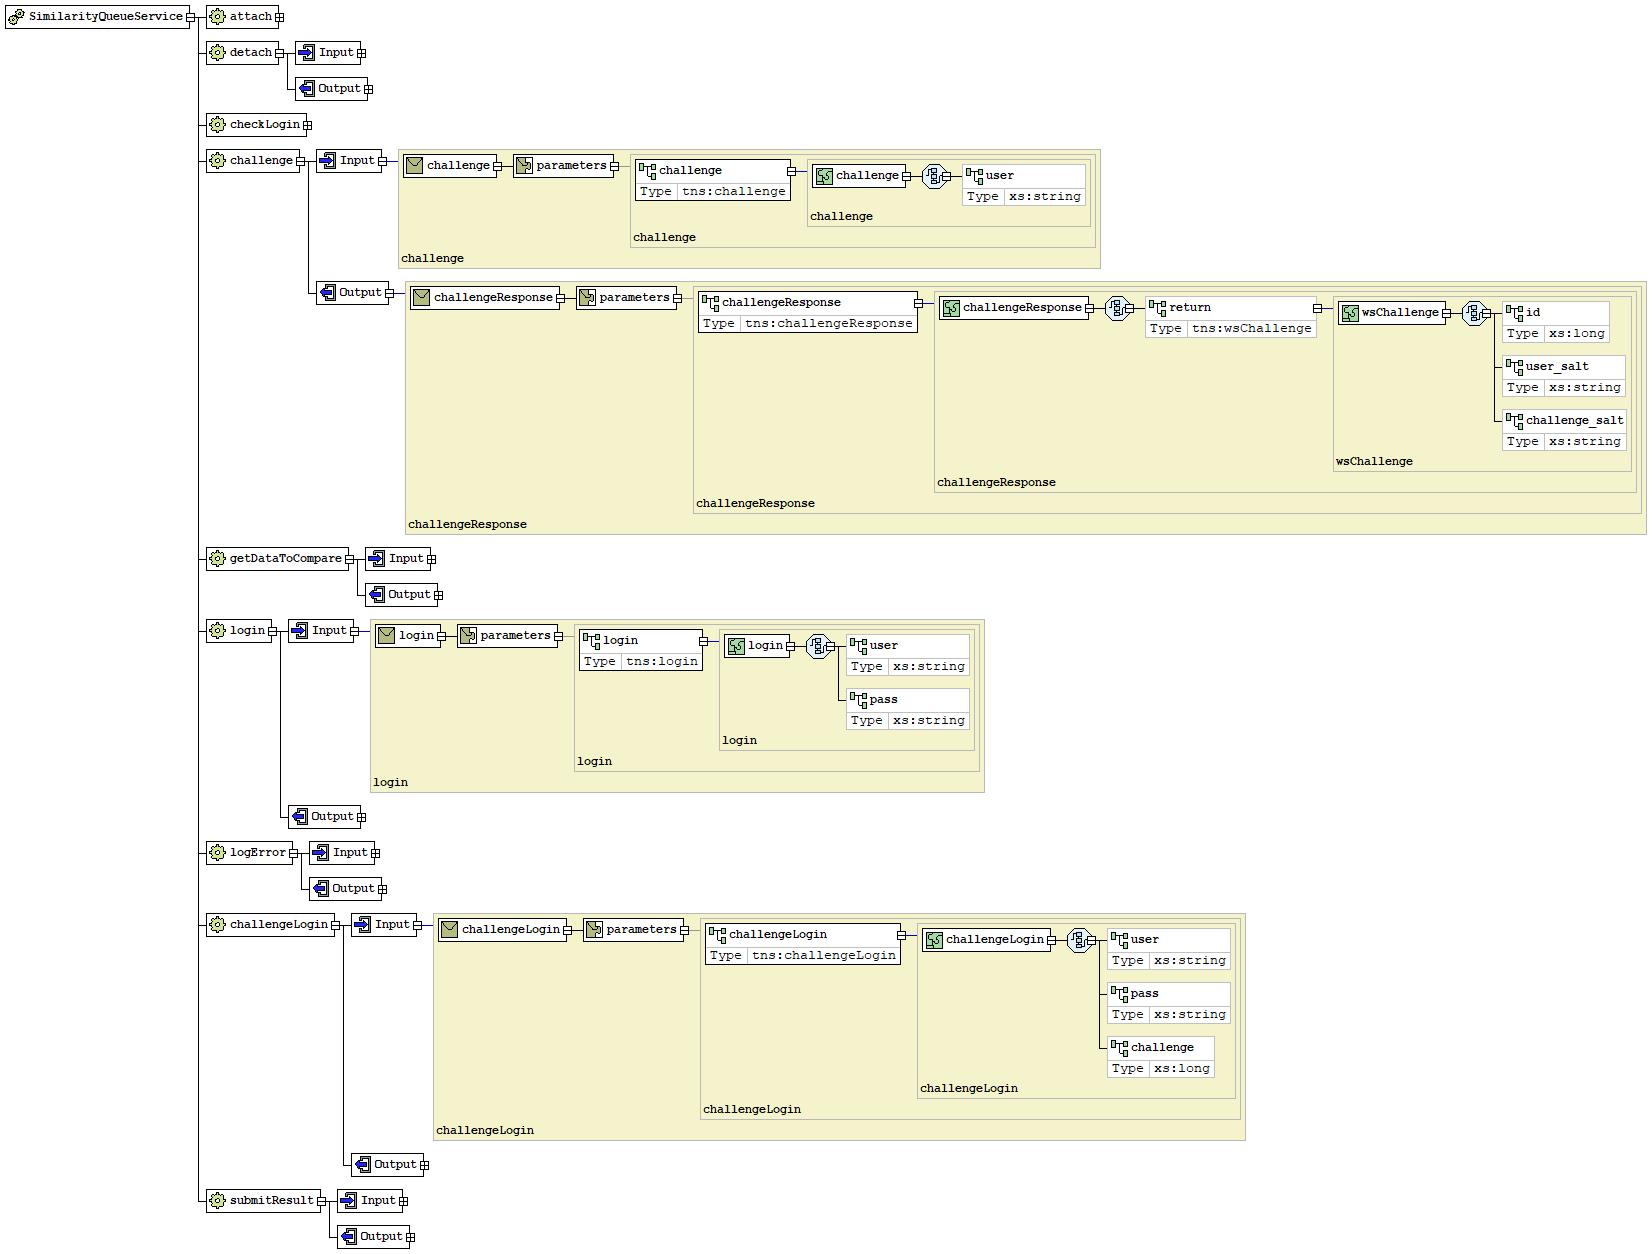 SimilarityQueueService
attach
detach
Input
Output
checkLogin
challenge
Input
challenge
parameters
challenge
Type tns:challenge
challenge
user
Type xs:string
challenge
challenge
challenge
Output
challengeResponse
parameters
challengeResponse
Type tns:challengeResponse
challengeResponse
return
Type tns:wsChallenge
wsChallenge
id
Type xs:long
user_salt
Type xs:string
challenge_salt
Type xs:string
wsChallenge
challengeResponse
challengeResponse
challengeResponse
getDataToCompare
Input
Output
login
Input
login
parameters
login
Type tns:login
login
user
Type xs:string
pass
Type xs:string
login
login
login
Output
logError
Input
Output
challengeLogin
Input
challengeLogin
parameters
challengeLogin
Type tns:challengeLogin
challengeLogin
user
Type xs:string
pass
Type xs:string
challenge
Type xs:long
challengeLogin
challengeLogin
challengeLogin
Output
submitResult
Input
Output